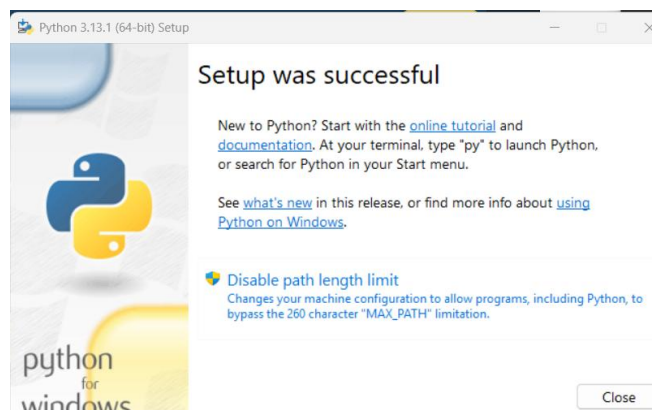 Python 3.13.1 (64-bit) Setup
Setup was successful
New to Python? Start with the online tutorial and
documentation. At your terminal, type "py" to launch Python,
or search for Python in your Start menu.
See what's new in this release, or find more info about using
Python on Windows.
Disable path length limit
Changes your machine configuration to allow programs, including Python, to
bypass the 260 character "MAX_PATH" limitation.
python
for
windows
Close